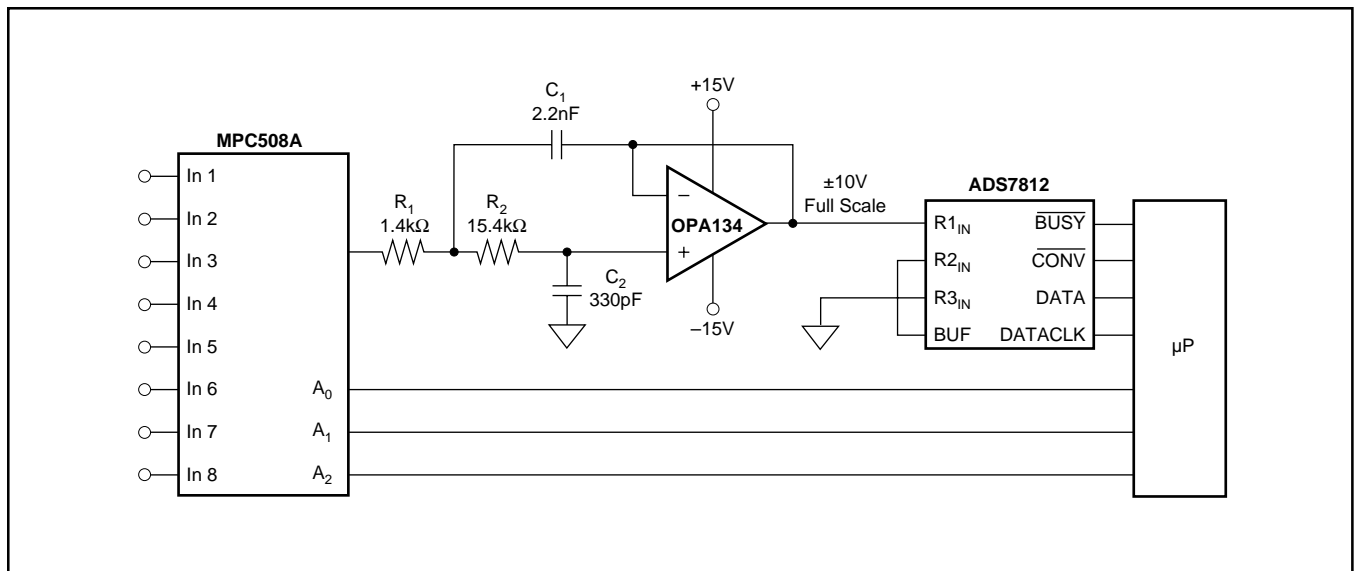 MPC508A
In 1
In 2
In 3
In 4
In 5
In 6
In 7
In 8
A0
A1
A2
R1
1.4kΩ
R2
15.4kΩ
C1
2.2nF
C2
330pF
+15V
−
OPA134
+
–15V
±10V
Full Scale
ADS7812
R1IN
R2IN
R3IN
BUF
BUSY
CONV
DATA
DATACLK
µP